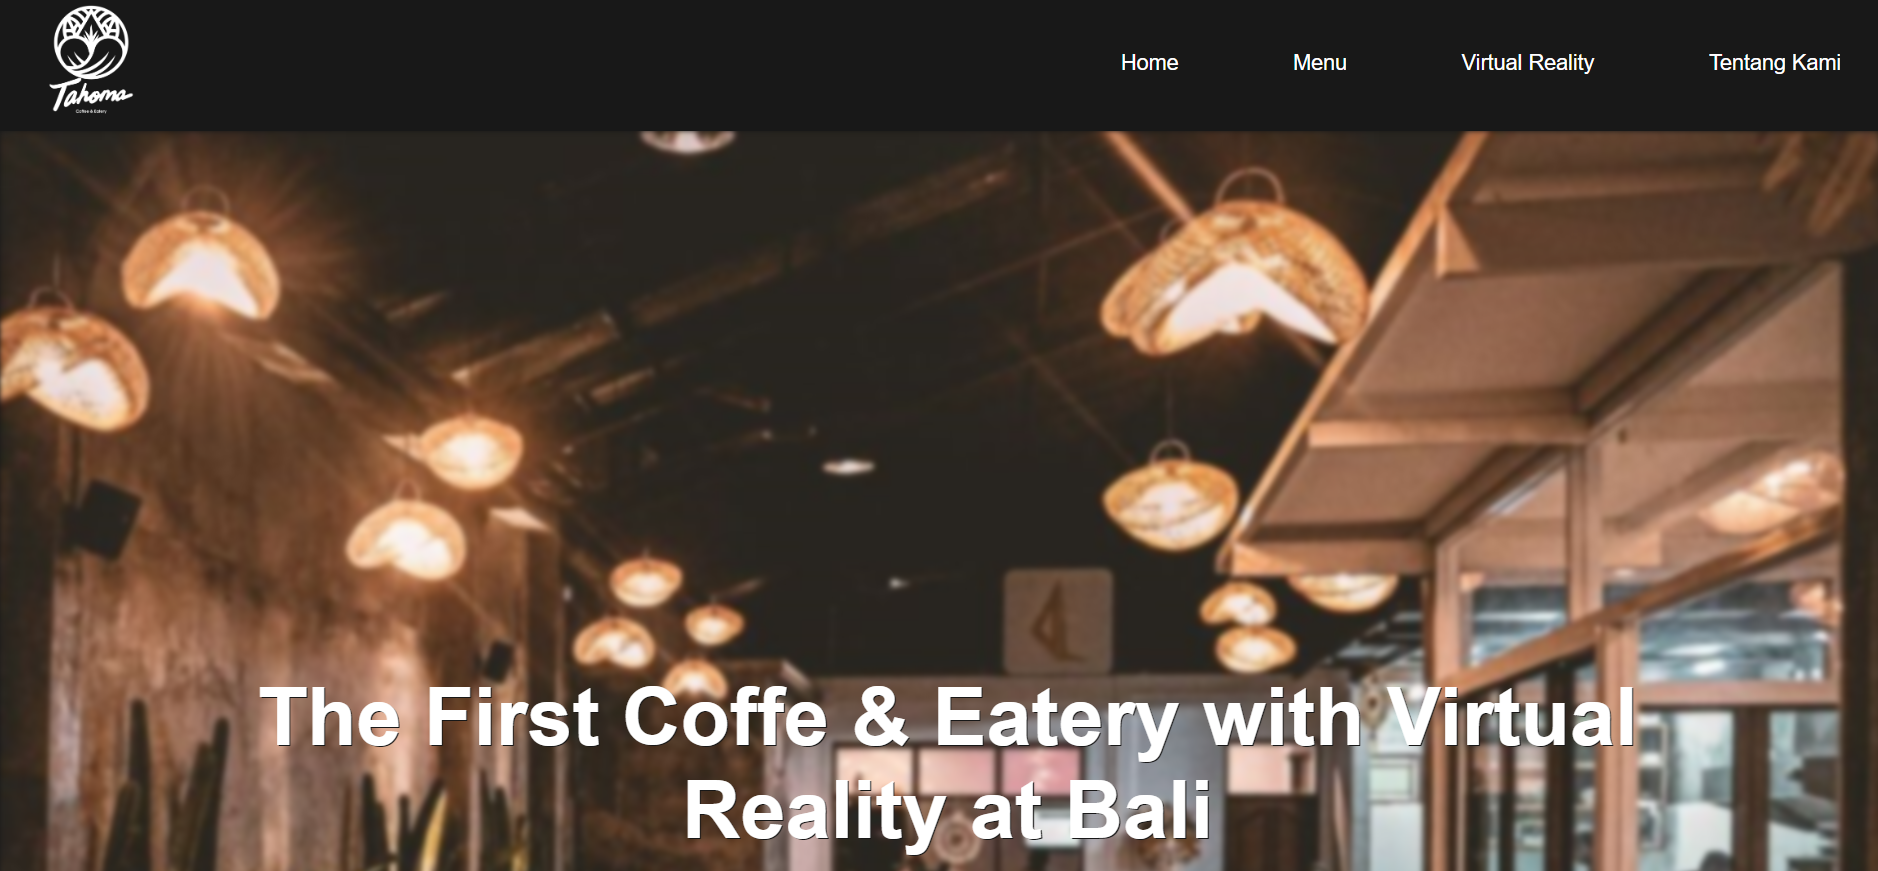 Tahoma
Coffee & Eatery
Home
Menu
Virtual Reality
Tentang Kami
The First Coffe & Eatery with Virtual
Reality at Bali